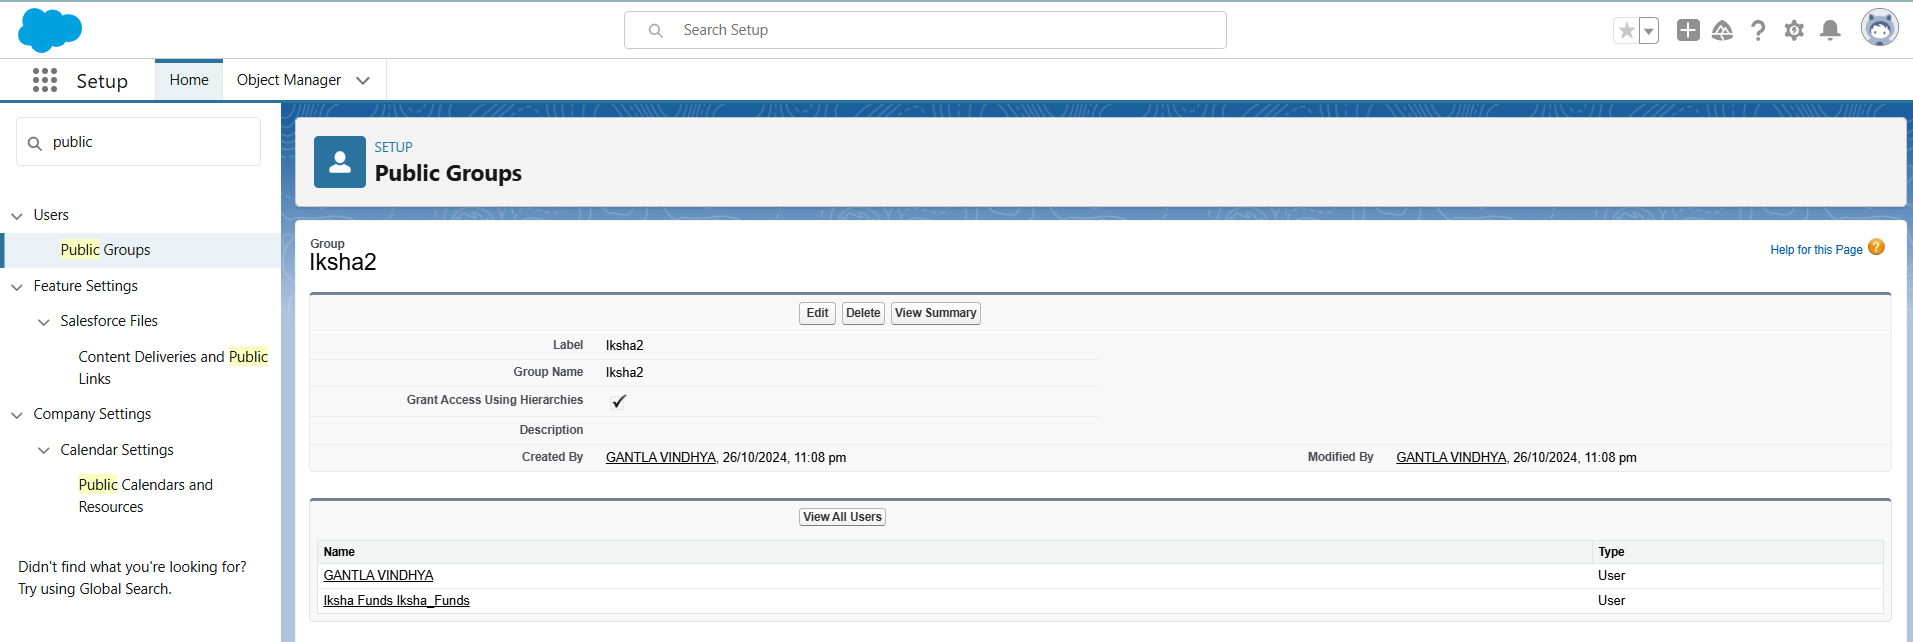 Search Setup
Setup
Home
Object Manager
public
Users
Public Groups
Feature Settings
Salesforce Files
Content Deliveries and Public
Links
Company Settings
Calendar Settings
Public Calendars and
Resources
Didn't find what you're looking for?
Try using Global Search.
SETUP
Public Groups
Group
Iksha2
Help for this Page ?
Edit Delete View Summary
Label Iksha2
Group Name Iksha2
Grant Access Using Hierarchies
Description
Created By GANTLA VINDHYA, 26/10/2024, 11:08 pm Modified By GANTLA VINDHYA, 26/10/2024, 11:08 pm
View All Users
Name Type
GANTLA VINDHYA User
Iksha Funds Iksha_Funds User